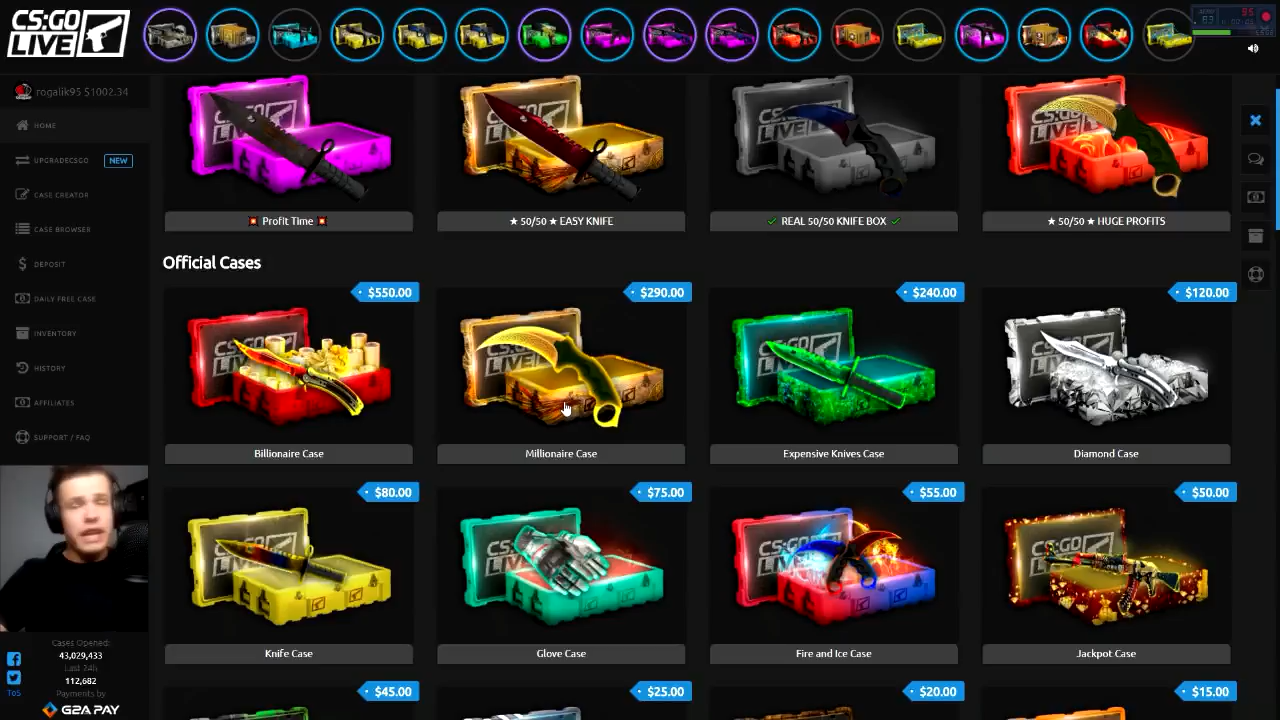 CS:GO
LIVE
rogalik95 $1002.34
HOME
UPGRADECSGO NEW
CASE CREATOR
CASE BROWSER
DEPOSIT
DAILY FREE CASE
INVENTORY
HISTORY
AFFILIATES
SUPPORT / FAQ
Cases Opened:
43,029,433
Last 24h
112,682
Payments by
G2A PAY
ToS
Profit Time
★ 50/50 ★ EASY KNIFE
✓ REAL 50/50 KNIFE BOX ✓
★ 50/50 ★ HUGE PROFITS
Official Cases
$550.00
$290.00
$240.00
$120.00
Billionaire Case
Millionaire Case
Expensive Knives Case
Diamond Case
$80.00
$75.00
$55.00
$50.00
Knife Case
Glove Case
Fire and Ice Case
Jackpot Case
$45.00
$25.00
$20.00
$15.00